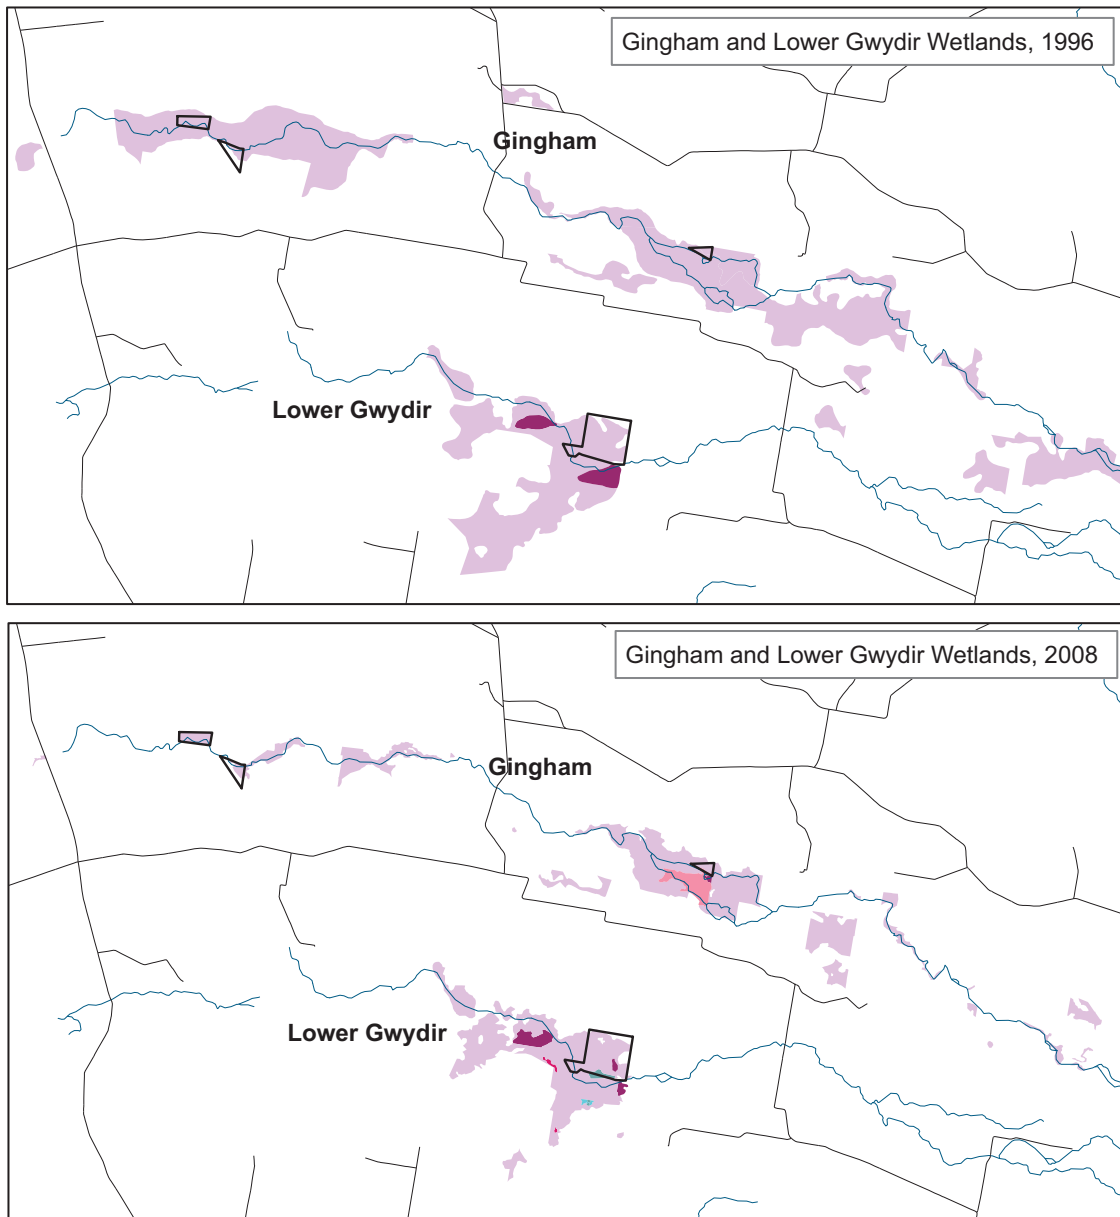 Gingham and Lower Gwydir Wetlands, 1996
Gingham
Lower Gwydir
Gingham and Lower Gwydir Wetlands, 2008
Gingham
Lower Gwydir